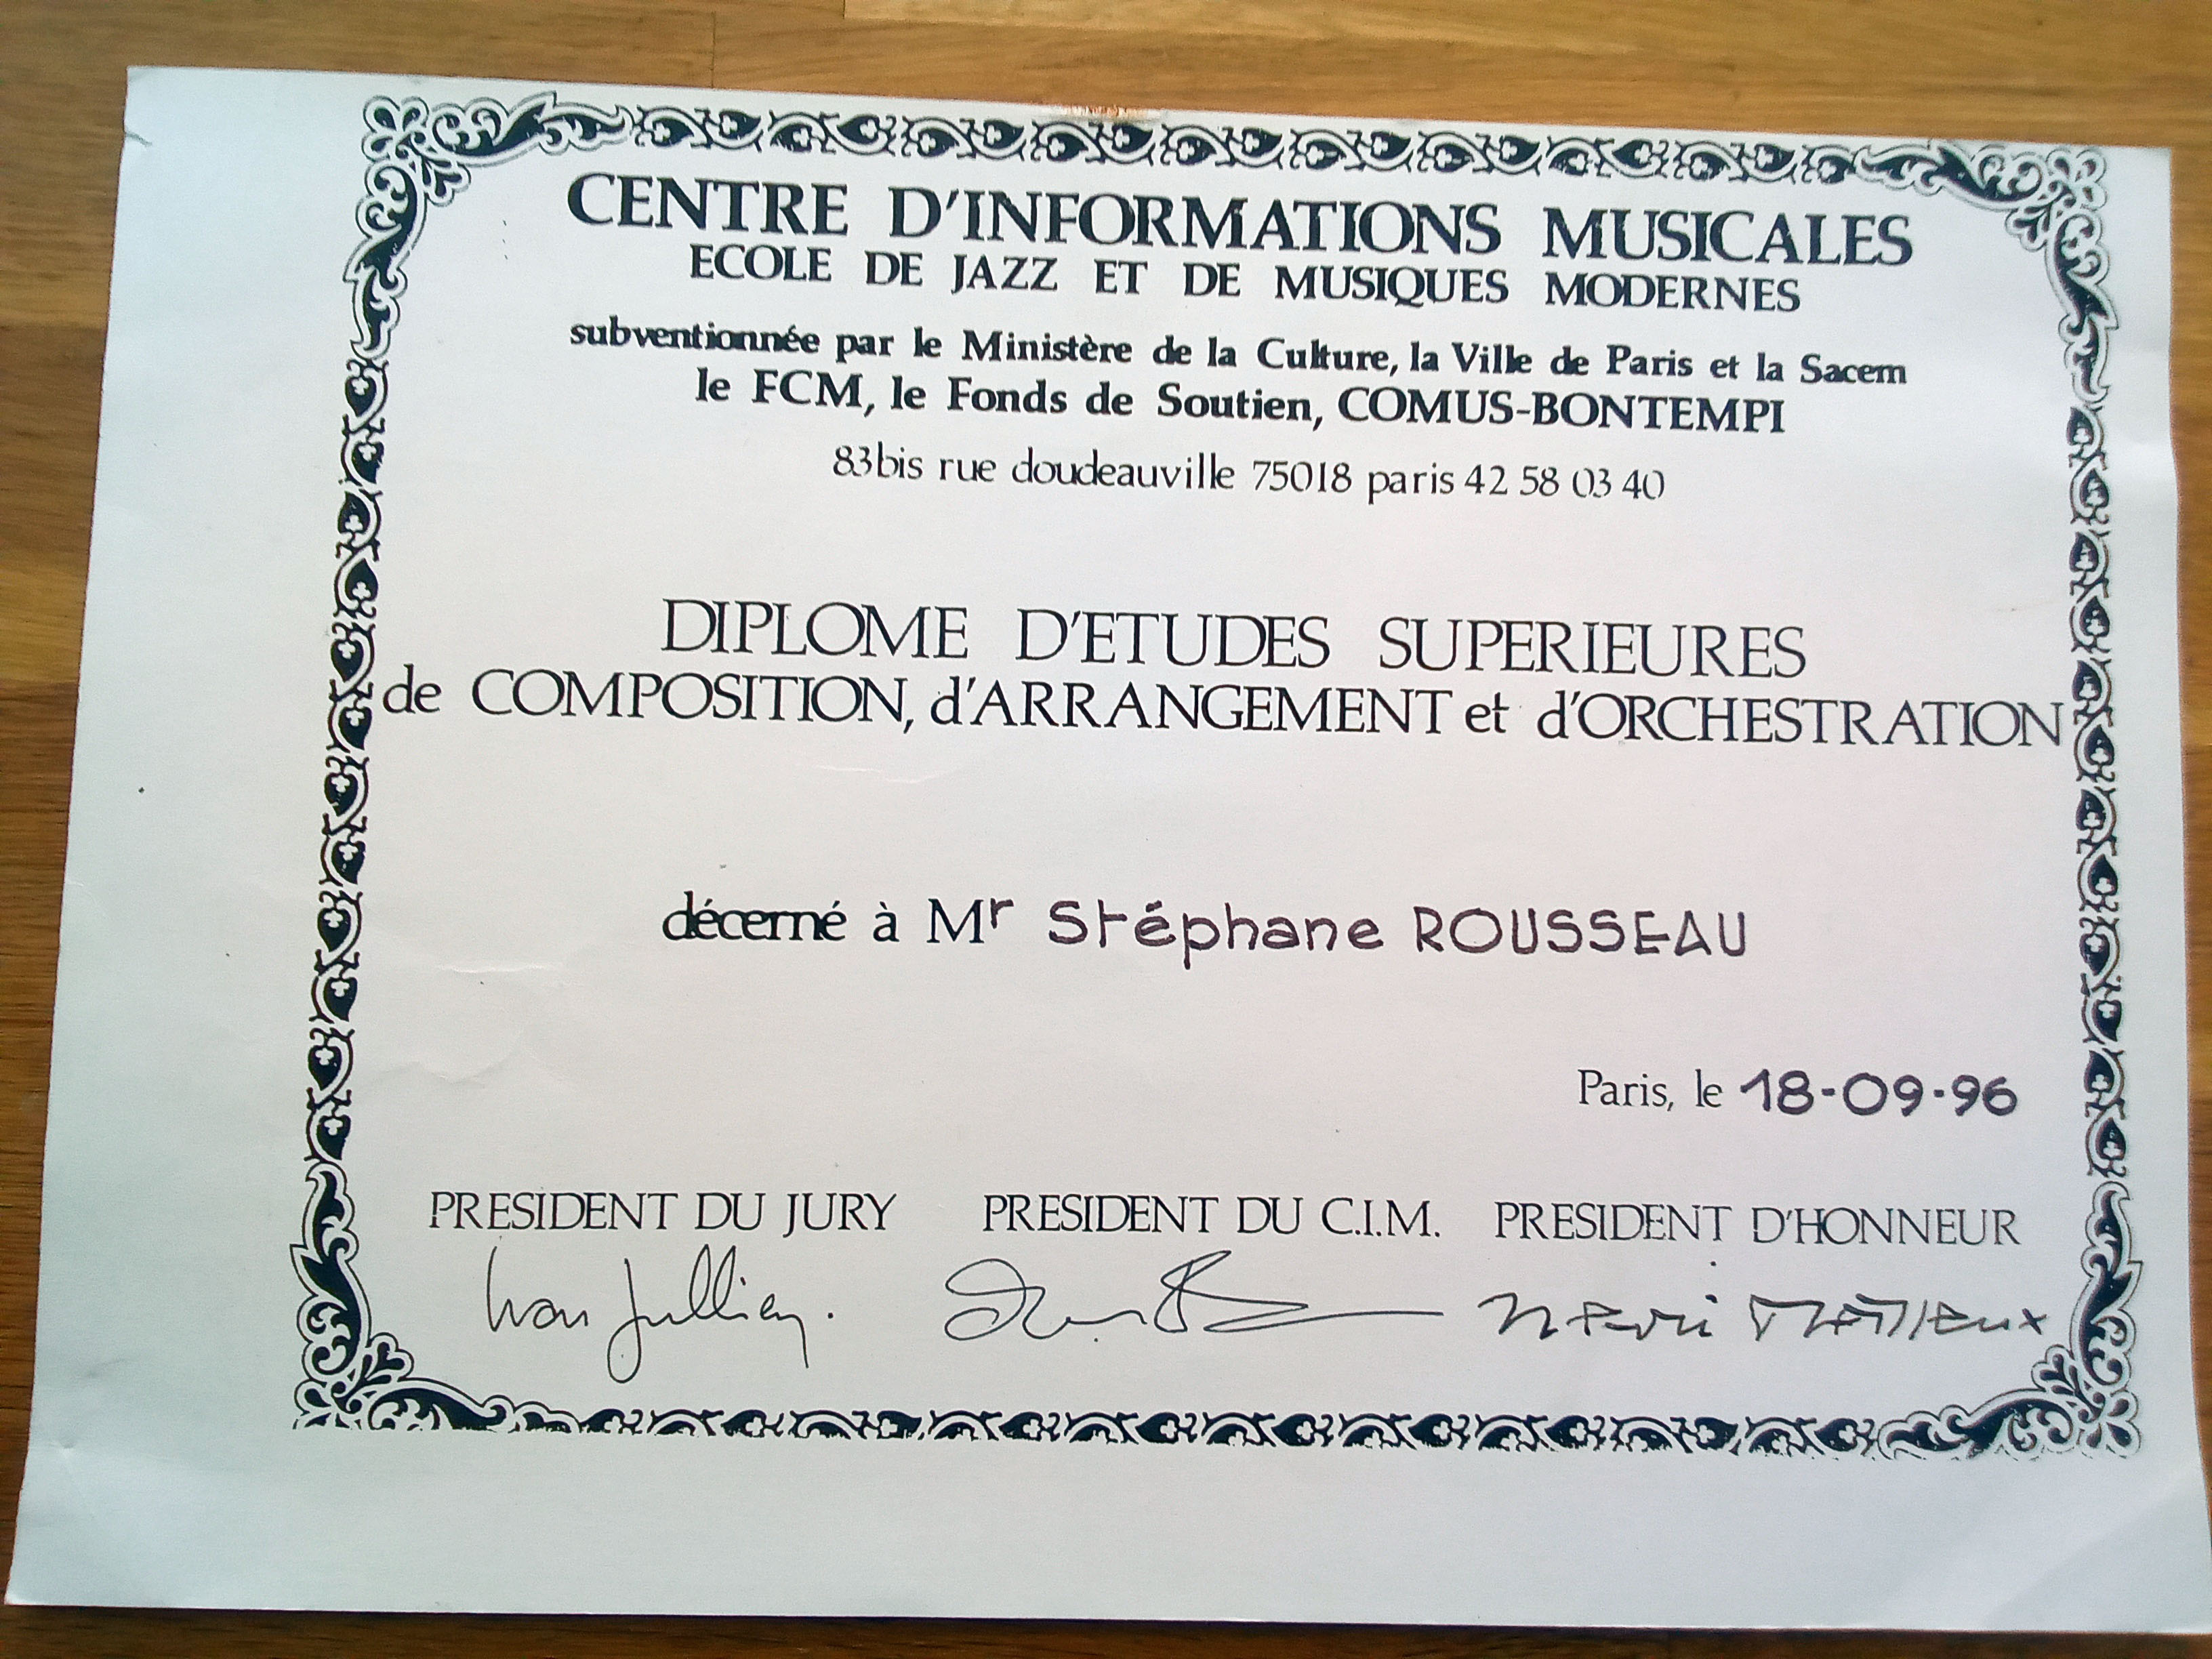 CENTRE D'INFORMATIONS MUSICALES
ECOLE DE JAZZ ET DE MUSIQUES MODERNES
subventionnée par le Ministère de la Culture, la Ville de Paris et la Sacem
le FCM, le Fonds de Soutien, COMUS-BONTEMPI
83bis rue doudeauville 75018 paris 42 58 03 40
DIPLOME D'ETUDES SUPERIEURES
de COMPOSITION, d'ARRANGEMENT et d'ORCHESTRATION
décerné à Mr Stéphane ROUSSEAU
Paris, le 18-09-96
PRESIDENT DU JURY PRESIDENT DU C.I.M. PRESIDENT D'HONNEUR
Ivan Jullien.